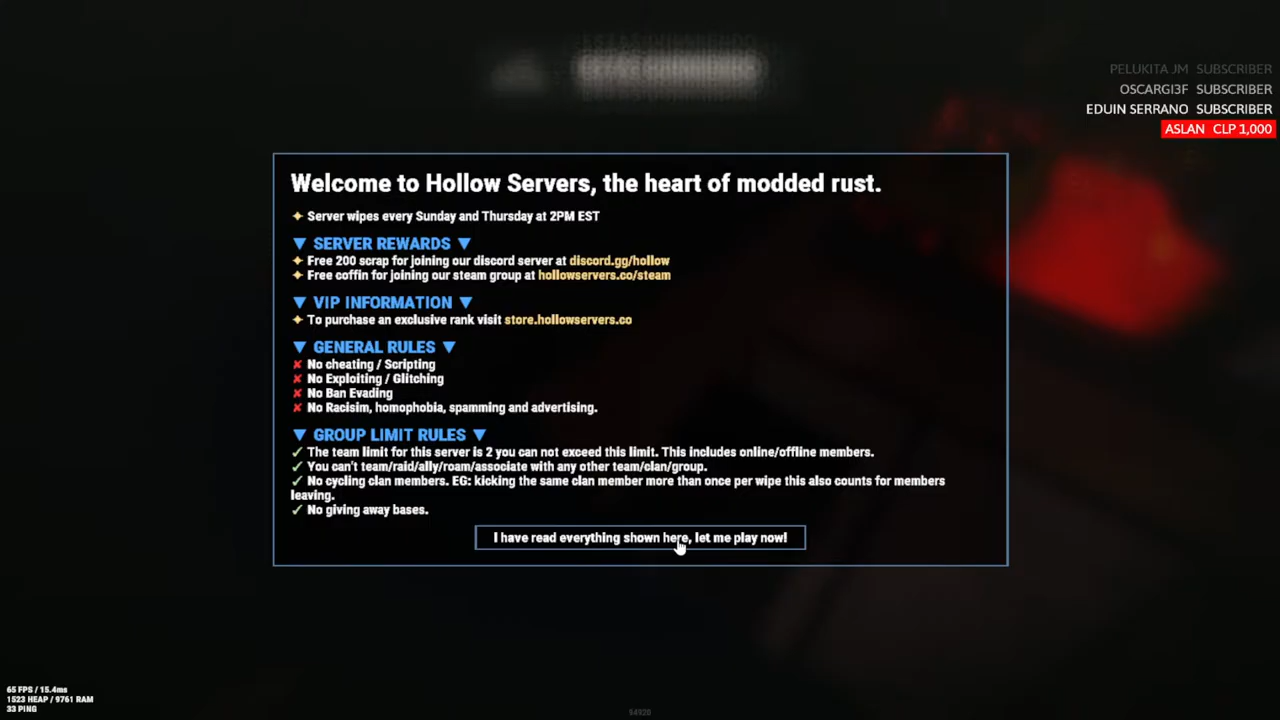 PELUKITA JM SUBSCRIBER
OSCARGI3F SUBSCRIBER
EDUIN SERRANO SUBSCRIBER
ASLAN CLP 1,000
Welcome to Hollow Servers, the heart of modded rust.
✦ Server wipes every Sunday and Thursday at 2PM EST
▼ SERVER REWARDS ▼
✦ Free 200 scrap for joining our discord server at discord.gg/hollow
✦ Free coffin for joining our steam group at hollowservers.co/steam
▼ VIP INFORMATION ▼
✦ To purchase an exclusive rank visit store.hollowservers.co
▼ GENERAL RULES ▼
✘ No cheating / Scripting
✘ No Exploiting / Glitching
✘ No Ban Evading
✘ No Racisim, homophobia, spamming and advertising.
▼ GROUP LIMIT RULES ▼
✓ The team limit for this server is 2 you can not exceed this limit. This includes online/offline members.
✓ You can't team/raid/ally/roam/associate with any other team/clan/group.
✓ No cycling clan members. EG: kicking the same clan member more than once per wipe this also counts for members
leaving.
✓ No giving away bases.
I have read everything shown here, let me play now!
65 FPS / 15.4ms
1523 HEAP / 9761 RAM
33 PING